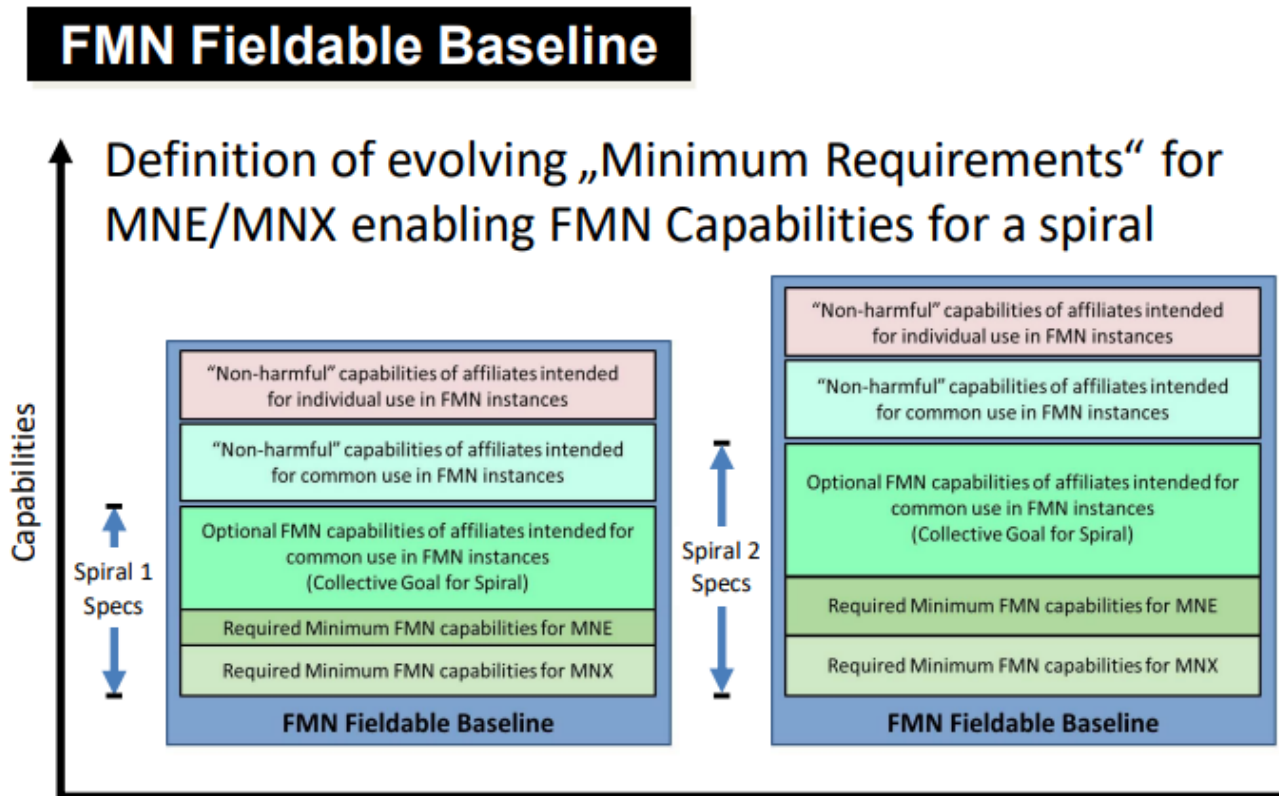 FMN Fieldable Baseline
Definition of evolving „Minimum Requirements“ for
MNE/MNX enabling FMN Capabilities for a spiral
Capabilities
Spiral 1
Specs
“Non-harmful” capabilities of affiliates intended
for individual use in FMN instances
“Non-harmful” capabilities of affiliates intended
for common use in FMN instances
Optional FMN capabilities of affiliates intended for
common use in FMN instances
(Collective Goal for Spiral)
Required Minimum FMN capabilities for MNE
Required Minimum FMN capabilities for MNX
FMN Fieldable Baseline
Spiral 2
Specs
“Non-harmful” capabilities of affiliates intended
for individual use in FMN instances
“Non-harmful” capabilities of affiliates intended
for common use in FMN instances
Optional FMN capabilities of affiliates intended for
common use in FMN instances
(Collective Goal for Spiral)
Required Minimum FMN capabilities for MNE
Required Minimum FMN capabilities for MNX
FMN Fieldable Baseline